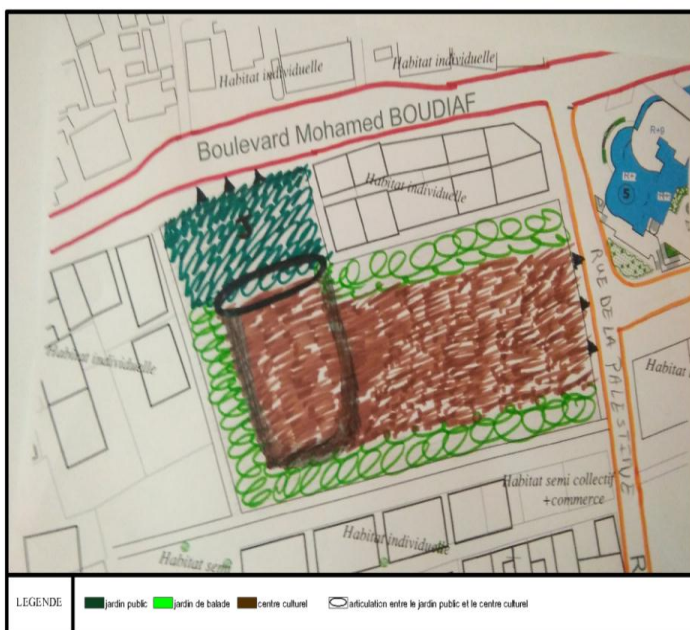 Habitat individuelle
Habitat individuelle
Boulevard Mohamed BOUDIAF
R+9
Habitat individuelle
5
RUE DE LA PALESTINE
Habitat individuelle
Habitat
Habitat semi collectif
+commerce
Habitat individuelle
Habitat semi
LEGENDE
jardin public
jardin de balade
centre culturel
articulation entre le jardin public et le centre culturel